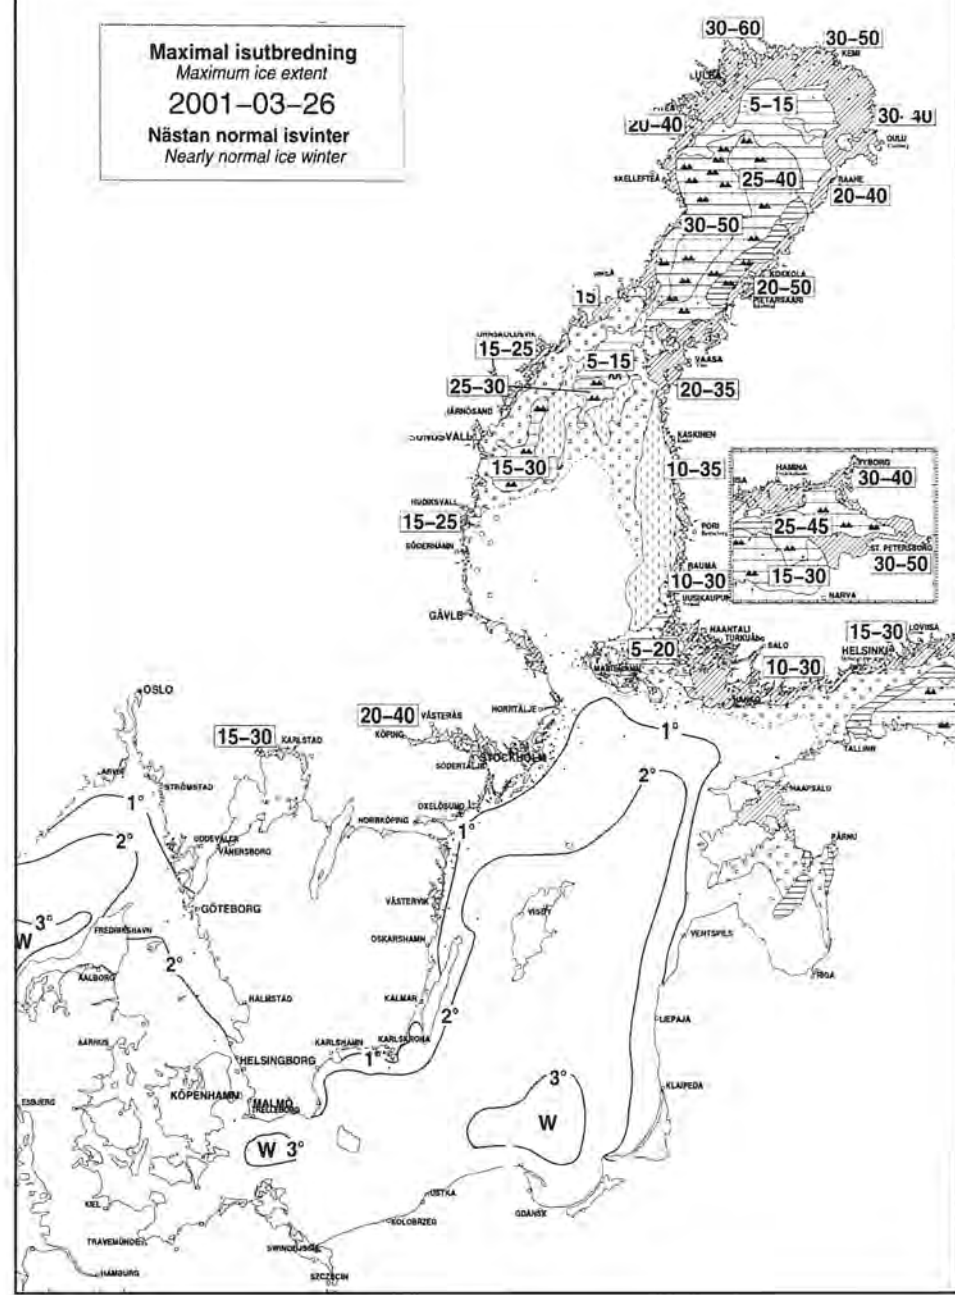 Maximal isutbredning
Maximum ice extent
2001-03-26
Nästan normal isvinter
Nearly normal ice winter
30-60
30-50
KEMI
LULEÅ
5-15
20-40
30-40
OULU
SKELLEFTEÅ
25-40
RAAHE
20-40
30-50
KOKKOLA
20-50
PIETARSAARI
15
15-25
5-15
VAASA
25-30
20-35
HÄRNÖSAND
SUNDSVALL
KASKINEN
15-30
10-35
HUDIKSVALL
15-25
PORI
SÖDERHAMN
RAUMA
10-30
UUSIKAUPUNKI
GÄVLE
HAMINA
VYBORG
30-40
25-45
ST. PETERSBORG
30-50
15-30
NARVA
NAANTALI
TURKU
5-20
SALO
MARIEHAMN
10-30
HANKO
15-30
LOVIISA
HELSINKI
TALLINN
OSLO
20-40
VÄSTERÅS
KÖPING
NORRTÄLJE
15-30
KARLSTAD
STOCKHOLM
SÖDERTÄLJE
1°
2°
LARVIK
STRÖMSTAD
HAAPSALU
1°
OXELÖSUND
NORRKÖPING
1°
2°
UDDEVALLA
VÄNERSBORG
PÄRNU
VÄSTERVIK
GÖTEBORG
VISBY
3°
W
FREDRIKSHAVN
OSKARSHAMN
VENTSPILS
2°
AALBORG
RIGA
HALMSTAD
KALMAR
2°
LIEPAJA
AARHUS
KARLSHAMN
KARLSKRONA
1°
HELSINGBORG
3°
KLAIPEDA
KÖPENHAMN
MALMÖ
TRELLEBORG
ESBJERG
W
W 3°
KIEL
USTKA
GDANSK
KOLOBRZEG
TRAVEMÜNDE
SWINOUJSCIE
HAMBURG
SZCZECIN